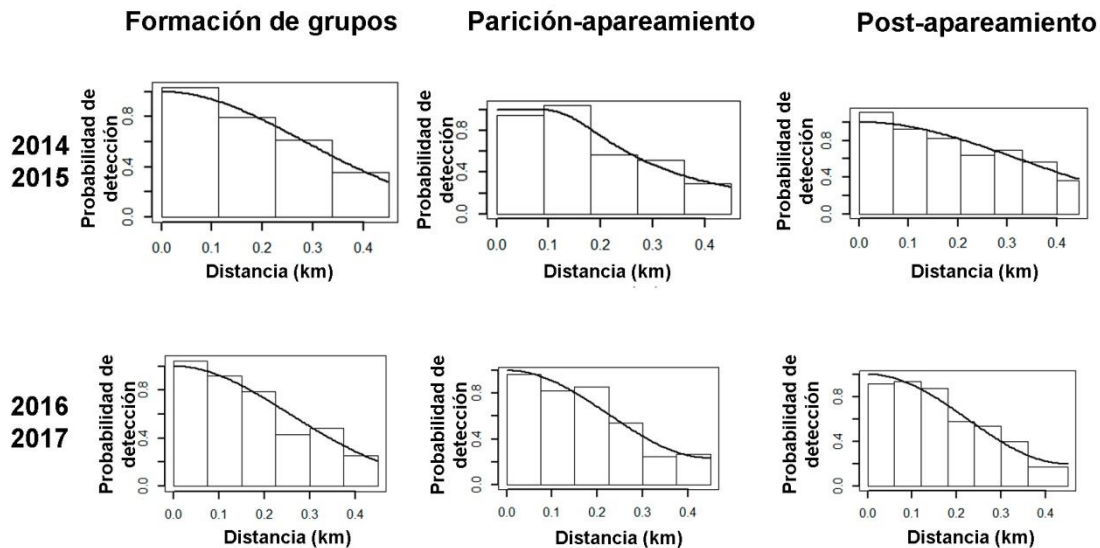 Formación de grupos
Parición-apareamiento
Post-apareamiento
2014
2015
Probabilidad de
detección
0.0 0.4 0.8
0.0 0.1 0.2 0.3 0.4
Distancia (km)
Probabilidad de
detección
0.0 0.4 0.8
0.0 0.1 0.2 0.3 0.4
Distancia (km)
Probabilidad de
detección
0.0 0.4 0.8
0.0 0.1 0.2 0.3 0.4
Distancia (km)
2016
2017
Probabilidad de
detección
0.0 0.4 0.8
0.0 0.1 0.2 0.3 0.4
Distancia (km)
Probabilidad de
detección
0.0 0.4 0.8
0.0 0.1 0.2 0.3 0.4
Distancia (km)
Probabilidad de
detección
0.0 0.4 0.8
0.0 0.1 0.2 0.3 0.4
Distancia (km)